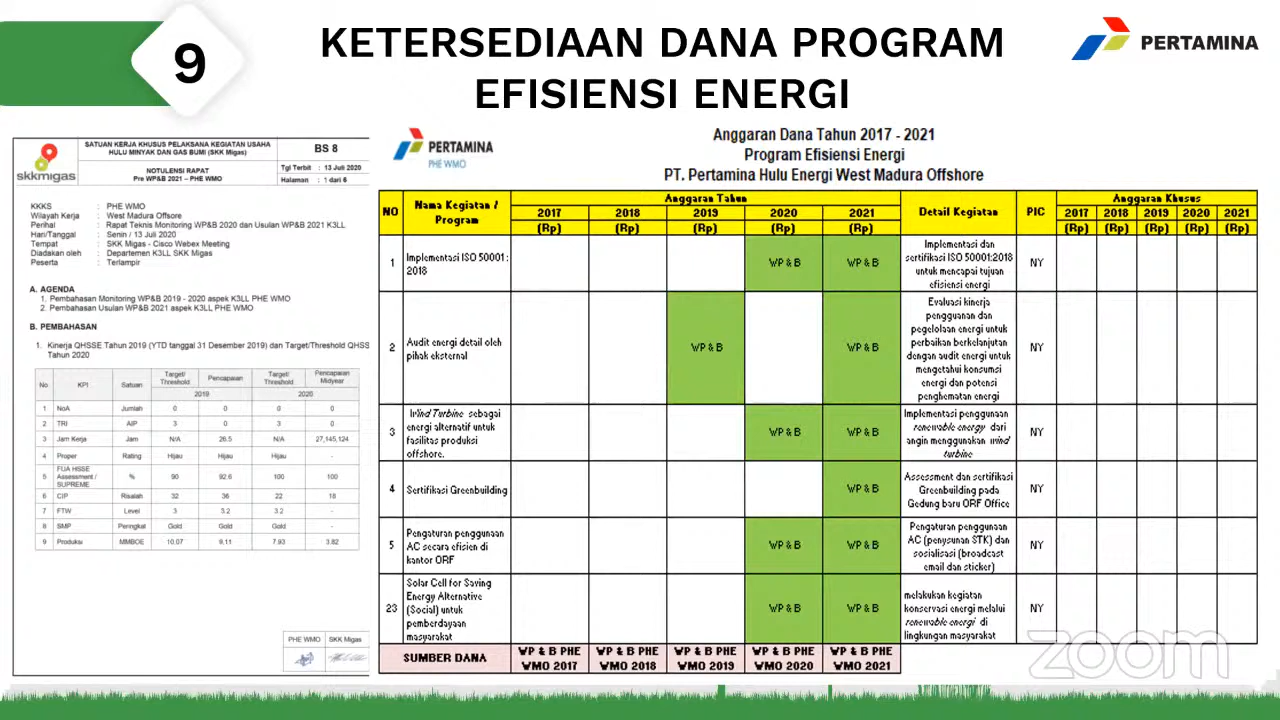 9
KETERSEDIAAN DANA PROGRAM
EFISIENSI ENERGI
PERTAMINA
skkmigas
SATUAN KERJA KHUSUS PELAKSANA KEGIATAN USAHA
HULU MINYAK DAN GAS BUMI (SKK Migas)
NOTULENSI RAPAT
Pre WP&B 2021 – PHE WMO
BS 8
Tgl Terbit : 13 Juli 2020
Halaman : 1 dari 6
KKKS : PHE WMO
Wilayah Kerja : West Madura Offsore
Perihal : Rapat Teknis Monitoring WP&B 2020 dan Usulan WP&B 2021 K3LL
Hari/Tanggal : Senin / 13 Juli 2020
Tempat : SKK Migas - Cisco Webex Meeting
Diadakan oleh : Departemen K3LL SKK Migas
Peserta : Terlampir
A. AGENDA
1. Pembahasan Monitoring WP&B 2019 - 2020 aspek K3LL PHE WMO
2. Pembahasan Usulan WP&B 2021 aspek K3LL PHE WMO
B. PEMBAHASAN
1. Kinerja QHSSE Tahun 2019 (YTD tanggal 31 Desember 2019) dan Target/Threshold QHSS
Tahun 2020
No KPI Satuan Target/ Threshold Pencapaian Target/ Threshold Pencapaian Midyear
2019 2020
1 NoA Jumlah 0 0 0 0
2 TRI AIP 3 0 3 0
3 Jam Kerja Jam N/A 26.5 N/A 27,145,124
4 Proper Rating Hijau Hijau Hijau -
5 FUA HSSE Assessment / SUPREME % 90 92.6 100 100
6 CIP Risalah 32 36 22 18
7 FTW Level 3 3.2 3.2 -
8 SMP Peringkat Gold Gold Gold -
9 Produksi MMBOE 10.07 9.11 7.93 3.82
PHE WMO SKK Migas
PERTAMINA
PHE WMO
Anggaran Dana Tahun 2017 - 2021
Program Efisiensi Energi
PT. Pertamina Hulu Energi West Madura Offshore
NO Nama Kegiatan / Program Anggaran Tahun Detail Kegiatan PIC Anggaran Khusus
2017 2018 2019 2020 2021 2017 2018 2019 2020 2021
(Rp) (Rp) (Rp) (Rp) (Rp) (Rp) (Rp) (Rp) (Rp) (Rp)
1 Implementasi ISO 50001 : 2018 WP & B WP & B Implementasi dan sertifikasi ISO 50001:2018 untuk mencapai tujuan efisiensi energi NY
2 Audit energi detail oleh pihak eksternal WP & B WP & B Evaluasi kinerja pengguanan dan pegelolaan energi untuk perbaikan berkelanjutan dengan audit energi untuk mengetahui konsumsi energi dan potensi penghematan energi NY
3 Wind Turbine sebagai energi alternatif untuk fasilitas produksi offshore. WP & B WP & B Implementasi penggunaan renewable energy dari angin menggunakan wind turbine NY
4 Sertifikasi Greenbuilding WP & B Assessment dan sertifikasi Greenbuilding pada Gedung baru ORF Office NY
5 Pengaturan penggunaan AC secara efisien di kantor ORF WP & B WP & B Pengaturan penggunaan AC (penyusunan STK) dan sosialisasi (broadcast email dan sticker) NY
23 Solar Cell for Saving Energy Alternative (Social) untuk pemberdayaan masyarakat WP & B WP & B melakukan kegiatan konservasi energi melalui renewable energi di lingkungan masyarakat NY
SUMBER DANA WP & B PHE WMO 2017 WP & B PHE WMO 2018 WP & B PHE WMO 2019 WP & B PHE WMO 2020 WP & B PHE WMO 2021
zoom